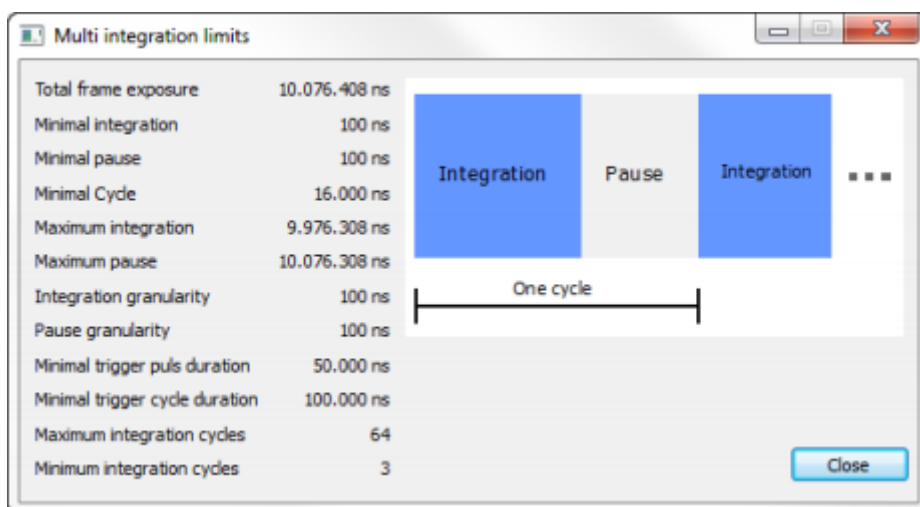 Multi integration limits
Total frame exposure 10.076.408 ns
Minimal integration 100 ns
Minimal pause 100 ns
Minimal Cycle 16.000 ns
Maximum integration 9.976.308 ns
Maximum pause 10.076.308 ns
Integration granularity 100 ns
Pause granularity 100 ns
Minimal trigger puls duration 50.000 ns
Minimal trigger cycle duration 100.000 ns
Maximum integration cycles 64
Minimum integration cycles 3
Integration Pause Integration
One cycle
Close